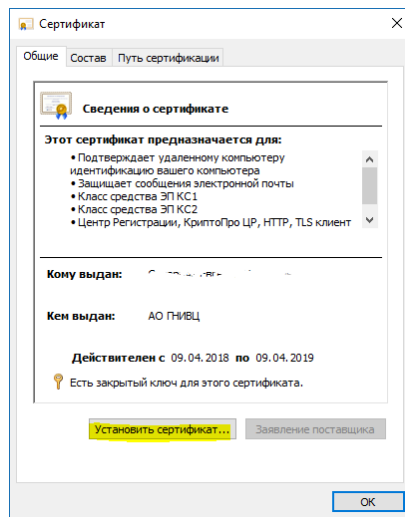 Сертификат
Общие Состав Путь сертификации
Сведения о сертификате
Этот сертификат предназначается для:
• Подтверждает удаленному компьютеру
идентификацию вашего компьютера
• Защищает сообщения электронной почты
• Класс средства ЭП КС1
• Класс средства ЭП КС2
• Центр Регистрации, КриптоПро ЦР, HTTP, TLS клиент
Кому выдан:
Кем выдан: АО ГНИВЦ
Действителен с 09.04.2018 по 09.04.2019
Есть закрытый ключ для этого сертификата.
Установить сертификат... Заявление поставщика
ОК